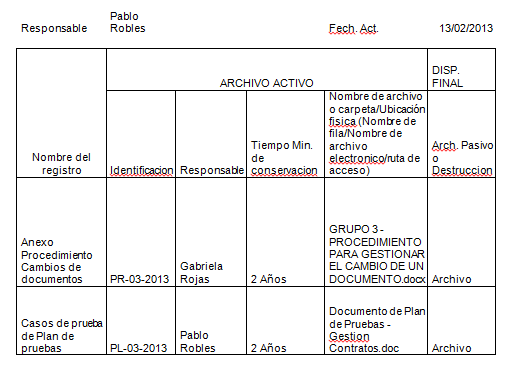 Responsable Pablo Robles Fech. Act. 13/02/2013
ARCHIVO ACTIVO
DISP.
FINAL
Nombre del
registro
Identificacion
Responsable
Tiempo Min.
de
conservacion
Nombre de archivo
o carpeta/Ubicación
fisica (Nombre de
fila/Nombre de
archivo
electronico/ruta de
acceso)
Arch. Pasivo
o
Destruccion
Anexo
Procedimiento
Cambios de
documentos
PR-03-2013
Gabriela
Rojas
2 Años
GRUPO 3 -
PROCEDIMIENTO
PARA GESTIONAR
EL CAMBIO DE UN
DOCUMENTO.docx
Archivo
Casos de prueba
de Plan de
pruebas
PL-03-2013
Pablo
Robles
2 Años
Documento de Plan
de Pruebas -
Gestion
Contratos.doc
Archivo